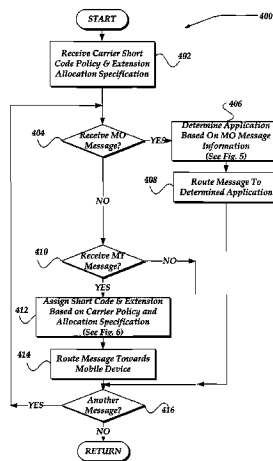 400
START
Receive Carrier Short
Code Policy & Extension
Allocation Specification
402
404
Receive MO
Message?
YES
406
Determine Application
Based On MO Message
Information
(See Fig. 5)
408
Route Message To
Determined Application
NO
410
Receive MT
Message?
NO
YES
412
Assign Short Code & Extension
Based on Carrier Policy and
Allocation Specification
(See Fig. 6)
414
Route Message Towards
Mobile Device
YES
Another
Message?
416
NO
RETURN